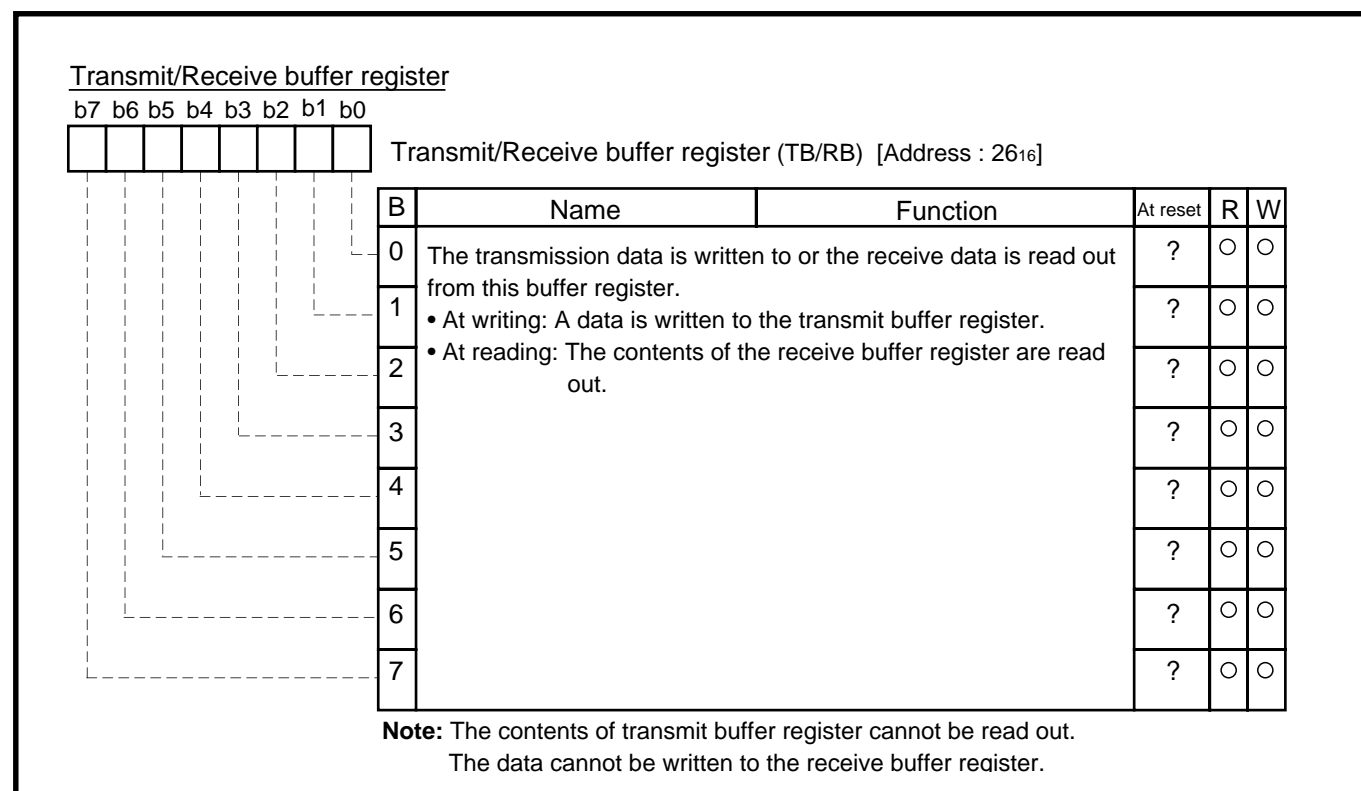 Transmit/Receive buffer register
b7 b6 b5 b4 b3 b2 b1 b0
Transmit/Receive buffer register (TB/RB) [Address : 26₁₆]
B Name Function At reset R W
0 The transmission data is written to or the receive data is read out ? ○ ○
from this buffer register.
1 • At writing: A data is written to the transmit buffer register. ? ○ ○
• At reading: The contents of the receive buffer register are read
2 out. ? ○ ○
3 ? ○ ○
4 ? ○ ○
5 ? ○ ○
6 ? ○ ○
7 ? ○ ○
Note: The contents of transmit buffer register cannot be read out.
The data cannot be written to the receive buffer register.